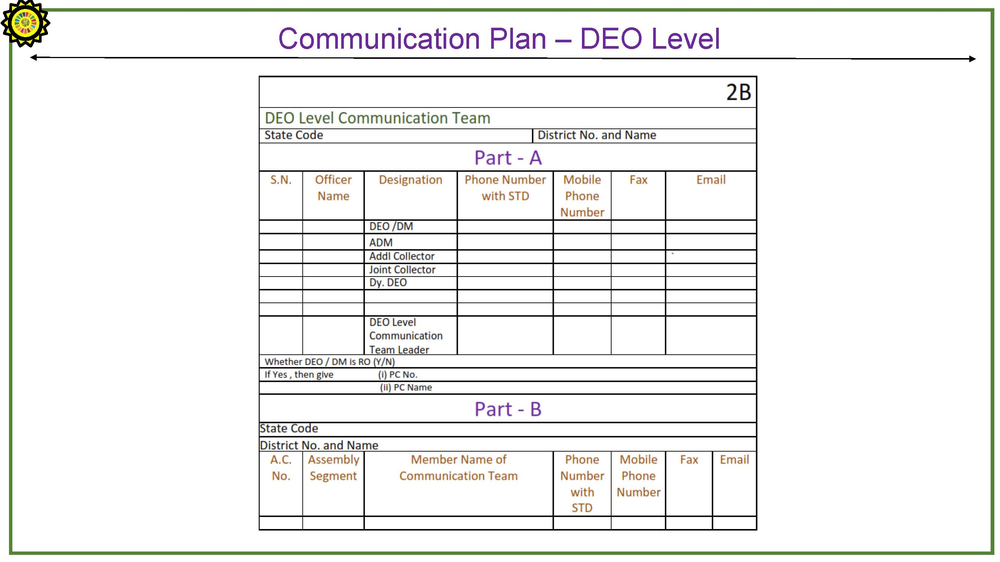 Communication Plan – DEO Level
2B
DEO Level Communication Team
State Code District No. and Name
Part - A
S.N. Officer Name Designation Phone Number with STD Mobile Phone Number Fax Email
DEO /DM
ADM
Addl Collector
Joint Collector
Dy. DEO
DEO Level
Communication
Team Leader
Whether DEO / DM is RO (Y/N)
If Yes , then give (i) PC No.
(ii) PC Name
Part - B
State Code
District No. and Name
A.C. No. Assembly Segment Member Name of Communication Team Phone Number with STD Mobile Phone Number Fax Email